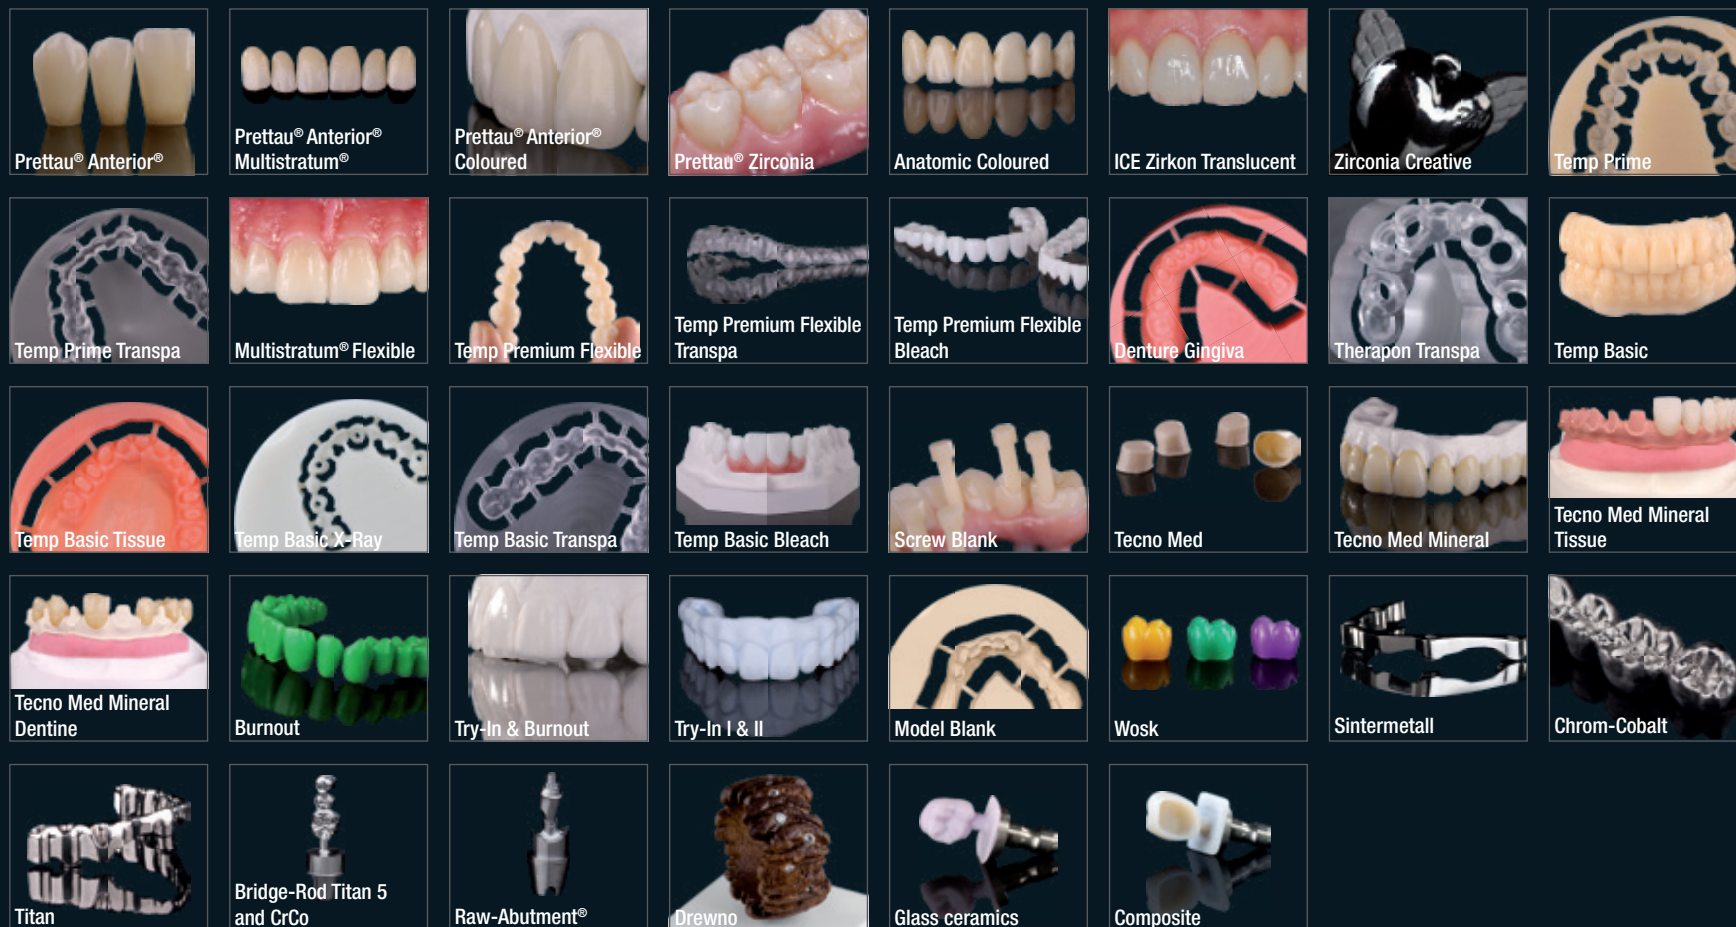 Prettau® Anterior®
Prettau® Anterior®
Multistratum®
Prettau® Anterior®
Coloured
Prettau® Zirconia
Anatomic Coloured
ICE Zirkon Translucent
Zirconia Creative
Temp Prime
Temp Prime Transpa
Multistratum® Flexible
Temp Premium Flexible
Temp Premium Flexible
Transpa
Temp Premium Flexible
Bleach
Denture Gingiva
Therapon Transpa
Temp Basic
Temp Basic Tissue
Temp Basic X-Ray
Temp Basic Transpa
Temp Basic Bleach
Screw Blank
Tecno Med
Tecno Med Mineral
Tecno Med Mineral
Tissue
Tecno Med Mineral
Dentine
Burnout
Try-In & Burnout
Try-In I & II
Model Blank
Wosk
Sintermetall
Chrom-Cobalt
Titan
Bridge-Rod Titan 5
and CrCo
Raw-Abutment®
Drewno
Glass ceramics
Composite